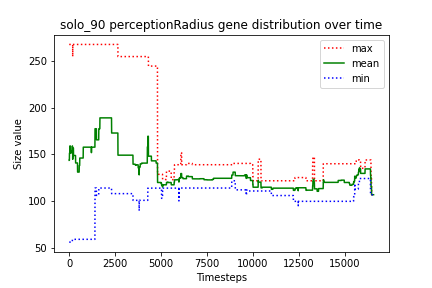 solo_90 perceptionRadius gene distribution over time
max
mean
min
Size value
250
200
150
100
50
0
2500
5000
7500
10000
12500
15000
Timesteps